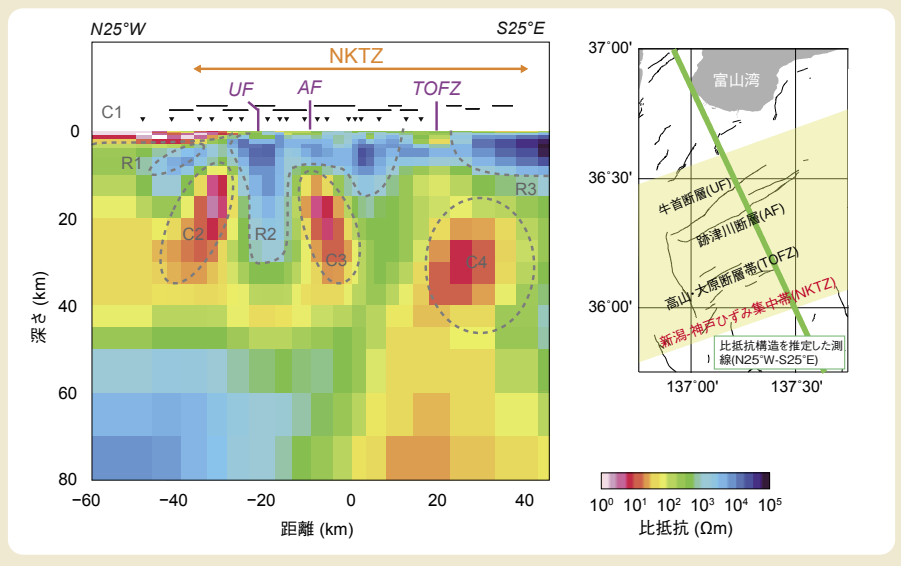 N25°W
S25°E
NKTZ
UF
AF
TOFZ
C1
R1
C2
R2
C3
C4
R3
0
20
40
60
80
深さ (km)
−60
−40
−20
0
20
40
距離 (km)
37°00'
36°30'
36°00'
137°00'
137°30'
富山湾
牛首断層(UF)
跡津川断層(AF)
高山・大原断層帯(TOFZ)
新潟-神戸ひずみ集中帯(NKTZ)
比抵抗構造を推定した測
線(N25°W-S25°E)
10⁰ 10¹ 10² 10³ 10⁴ 10⁵
比抵抗 (Ωm)